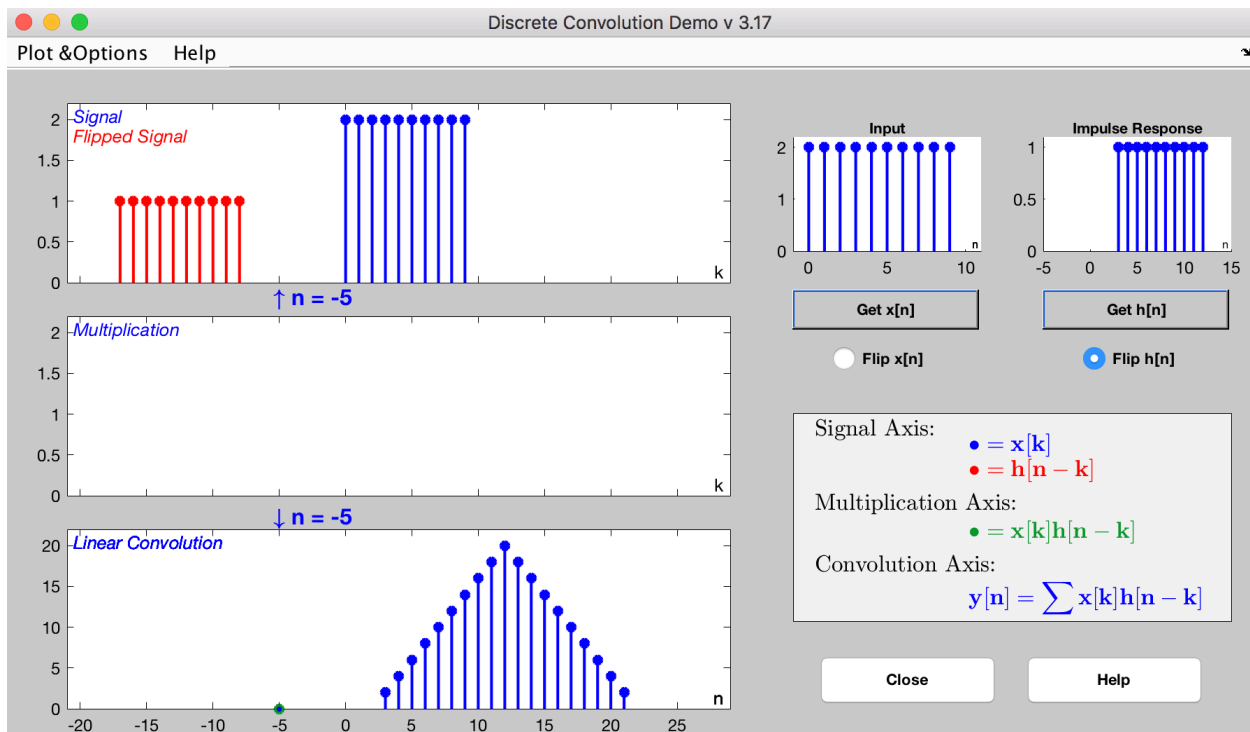 Discrete Convolution Demo v 3.17
Plot &Options Help
Signal
Flipped Signal
2
1.5
1
0.5
0
k
↑ n = -5
Multiplication
2
1.5
1
0.5
0
k
↓ n = -5
Linear Convolution
20
15
10
5
0
n
-20 -15 -10 -5 0 5 10 15 20 25
Input
2
1
0
n
0 5 10
Impulse Response
1
0.5
0
n
-5 0 5 10 15
Get x[n] Get h[n]
Flip x[n] Flip h[n]
Signal Axis:
• = x[k]
• = h[n − k]
Multiplication Axis:
• = x[k]h[n − k]
Convolution Axis:
y[n] = ∑ x[k]h[n − k]
Close Help